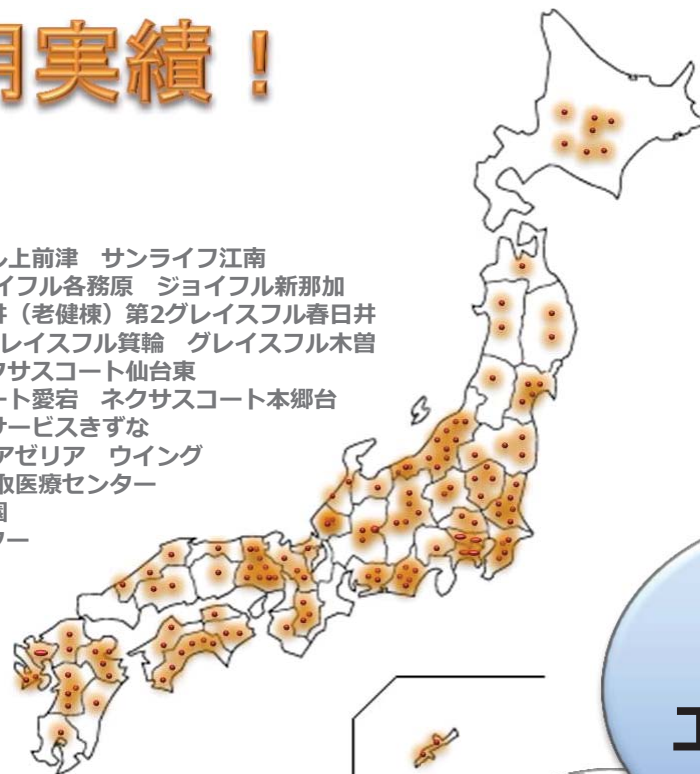 実績！
上前津　サンライフ江南
イフル各務原　ジョイフル新那加
（老健棟）第2グレイスフル春日井
レイスフル箕輪　グレイスフル木曽
サスコート仙台東
ート愛宕　ネクサスコート本郷台
サービスきずな
アゼリア　ウイング
取医療センター
ター